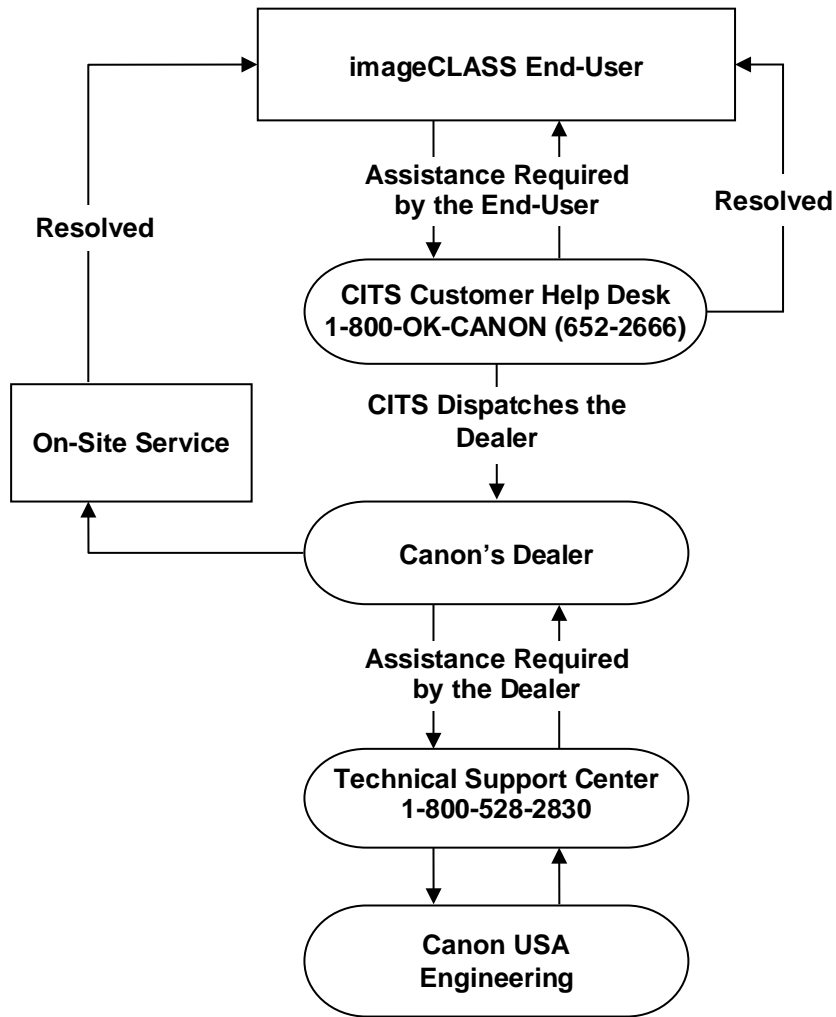 imageCLASS End-User
Assistance Required
by the End-User
Resolved
Resolved
CITS Customer Help Desk
1-800-OK-CANON (652-2666)
CITS Dispatches the
Dealer
On-Site Service
Canon’s Dealer
Assistance Required
by the Dealer
Technical Support Center
1-800-528-2830
Canon USA
Engineering